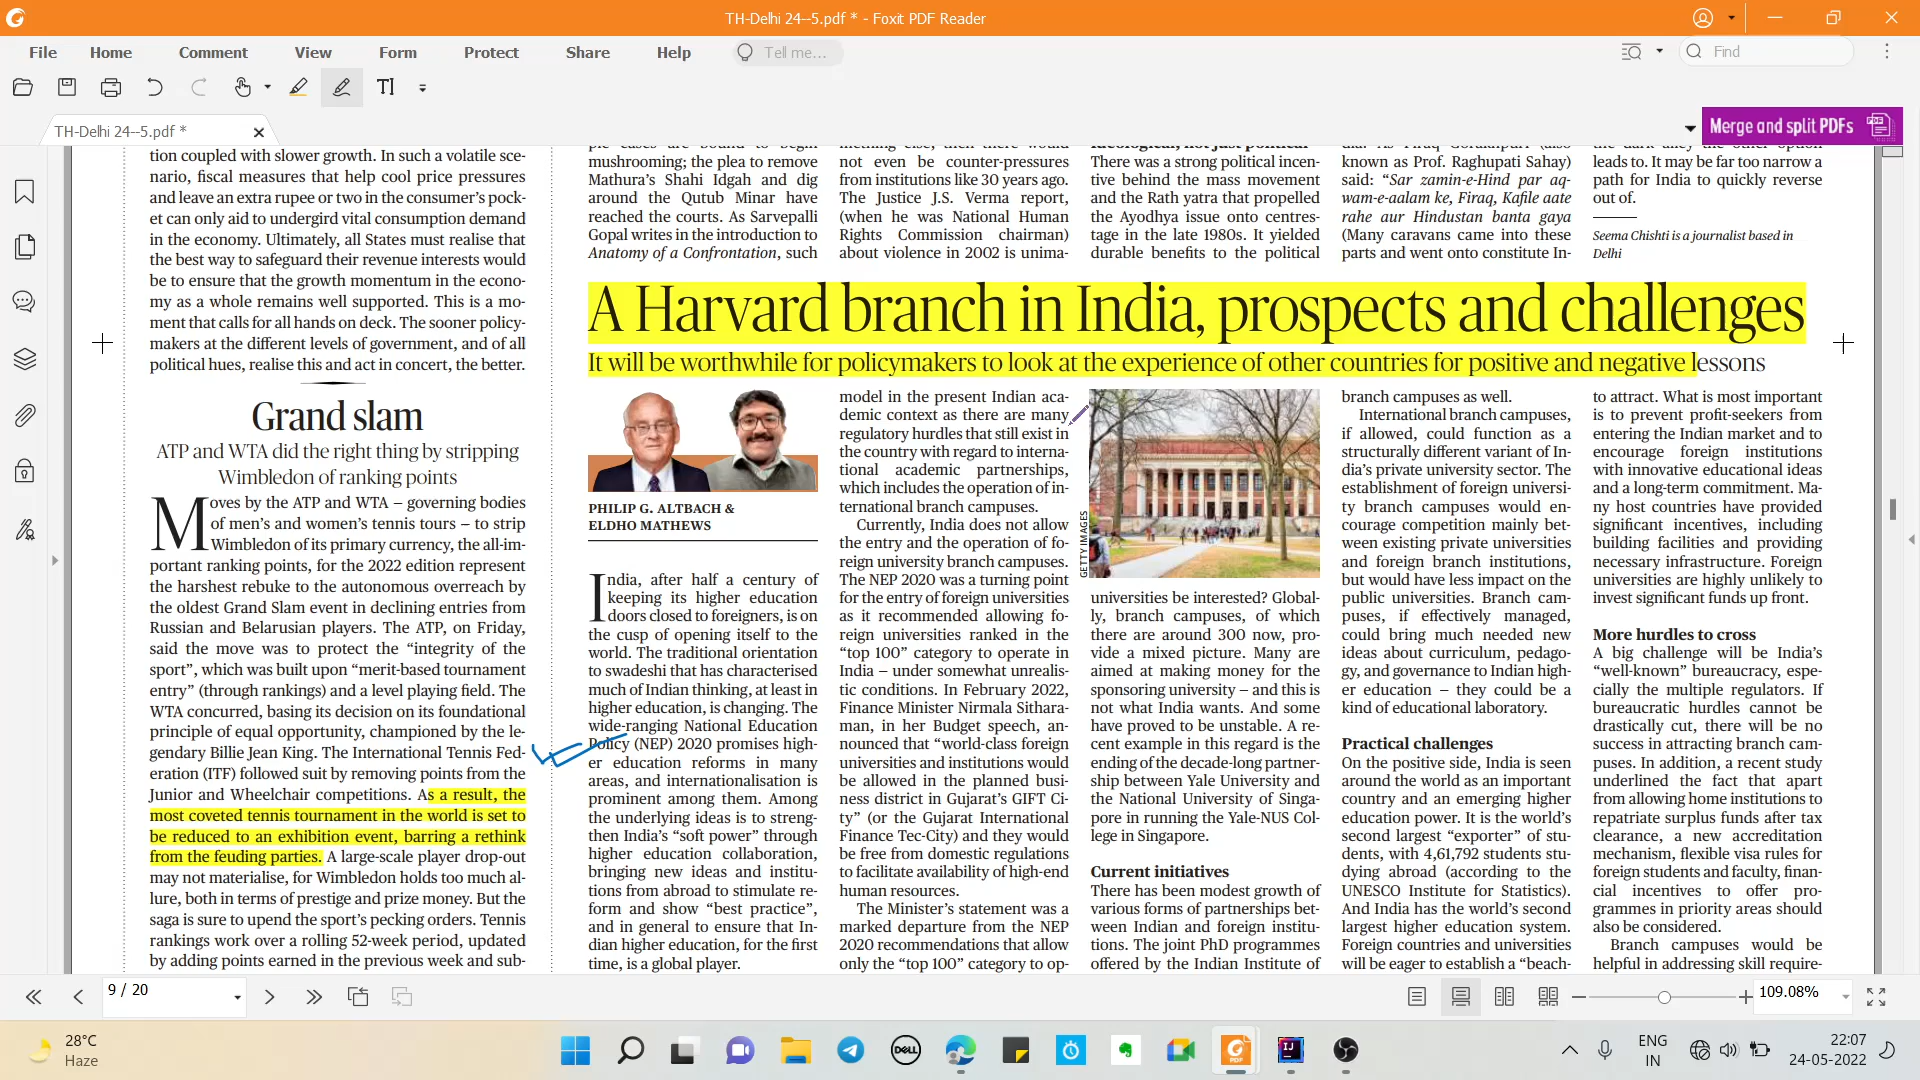 TH-Delhi 24--5.pdf * - Foxit PDF Reader
File
Home
Comment
View
Form
Protect
Share
Help
Tell me...
Find
TH-Delhi 24--5.pdf *
Merge and split PDFs
tion coupled with slower growth. In such a volatile sce-
nario, fiscal measures that help cool price pressures
and leave an extra rupee or two in the consumer's pock-
et can only aid to undergird vital consumption demand
in the economy. Ultimately, all States must realise that
the best way to safeguard their revenue interests would
be to ensure that the growth momentum in the econo-
my as a whole remains well supported. This is a mo-
ment that calls for all hands on deck. The sooner policy-
makers at the different levels of government, and of all
political hues, realise this and act in concert, the better.
Grand slam
ATP and WTA did the right thing by stripping
Wimbledon of ranking points
Moves by the ATP and WTA – governing bodies
of men's and women's tennis tours – to strip
Wimbledon of its primary currency, the all-im-
portant ranking points, for the 2022 edition represent
the harshest rebuke to the autonomous overreach by
the oldest Grand Slam event in declining entries from
Russian and Belarusian players. The ATP, on Friday,
said the move was to protect the “integrity of the
sport”, which was built upon “merit-based tournament
entry” (through rankings) and a level playing field. The
WTA concurred, basing its decision on its foundational
principle of equal opportunity, championed by the le-
gendary Billie Jean King. The International Tennis Fed-
eration (ITF) followed suit by removing points from the
Junior and Wheelchair competitions. As a result, the
most coveted tennis tournament in the world is set to
be reduced to an exhibition event, barring a rethink
from the feuding parties. A large-scale player drop-out
may not materialise, for Wimbledon holds too much al-
lure, both in terms of prestige and prize money. But the
saga is sure to upend the sport's pecking orders. Tennis
rankings work over a rolling 52-week period, updated
by adding points earned in the previous week and sub-
mushrooming; the plea to remove
Mathura's Shahi Idgah and dig
around the Qutub Minar have
reached the courts. As Sarvepalli
Gopal writes in the introduction to
Anatomy of a Confrontation, such
not even be counter-pressures
from institutions like 30 years ago.
The Justice J.S. Verma report,
(when he was National Human
Rights Commission chairman)
about violence in 2002 is unima-
There was a strong political incen-
tive behind the mass movement
and the Rath yatra that propelled
the Ayodhya issue onto centres-
tage in the late 1980s. It yielded
durable benefits to the political
known as Prof. Raghupati Sahay)
said: “Sar zamin-e-Hind par aq-
wam-e-aalam ke, Firaq, Kafile aate
rahe aur Hindustan banta gaya
(Many caravans came into these
parts and went onto constitute In-
leads to. It may be far too narrow a
path for India to quickly reverse
out of.
Seema Chishti is a journalist based in
Delhi
A Harvard branch in India, prospects and challenges
It will be worthwhile for policymakers to look at the experience of other countries for positive and negative lessons
PHILIP G. ALTBACH &
ELDHO MATHEWS
India, after half a century of
keeping its higher education
doors closed to foreigners, is on
the cusp of opening itself to the
world. The traditional orientation
to swadeshi that has characterised
much of Indian thinking, at least in
higher education, is changing. The
wide-ranging National Education
Policy (NEP) 2020 promises high-
er education reforms in many
areas, and internationalisation is
prominent among them. Among
the underlying ideas is to streng-
then India's “soft power” through
higher education collaboration,
bringing new ideas and institu-
tions from abroad to stimulate re-
form and show “best practice”,
and in general to ensure that In-
dian higher education, for the first
time, is a global player.
model in the present Indian aca-
demic context as there are many
regulatory hurdles that still exist in
the country with regard to interna-
tional academic partnerships,
which includes the operation of in-
ternational branch campuses.
Currently, India does not allow
the entry and the operation of fo-
reign university branch campuses.
The NEP 2020 was a turning point
for the entry of foreign universities
as it recommended allowing fo-
reign universities ranked in the
“top 100” category to operate in
India – under somewhat unrealis-
tic conditions. In February 2022,
Finance Minister Nirmala Sithara-
man, in her Budget speech, an-
nounced that “world-class foreign
universities and institutions would
be allowed in the planned busi-
ness district in Gujarat's GIFT Ci-
ty” (or the Gujarat International
Finance Tec-City) and they would
be free from domestic regulations
to facilitate availability of high-end
human resources.
The Minister's statement was a
marked departure from the NEP
2020 recommendations that allow
only the “top 100” category to op-
GETTY IMAGES
universities be interested? Global-
ly, branch campuses, of which
there are around 300 now, pro-
vide a mixed picture. Many are
aimed at making money for the
sponsoring university – and this is
not what India wants. And some
have proved to be unstable. A re-
cent example in this regard is the
ending of the decade-long partner-
ship between Yale University and
the National University of Singa-
pore in running the Yale-NUS Col-
lege in Singapore.
Current initiatives
There has been modest growth of
various forms of partnerships bet-
ween Indian and foreign institu-
tions. The joint PhD programmes
offered by the Indian Institute of
branch campuses as well.
International branch campuses,
if allowed, could function as a
structurally different variant of In-
dia's private university sector. The
establishment of foreign universi-
ty branch campuses would en-
courage competition mainly bet-
ween existing private universities
and foreign branch institutions,
but would have less impact on the
public universities. Branch cam-
puses, if effectively managed,
could bring much needed new
ideas about curriculum, pedago-
gy, and governance to Indian high-
er education – they could be a
kind of educational laboratory.
Practical challenges
On the positive side, India is seen
around the world as an important
country and an emerging higher
education power. It is the world's
second largest “exporter” of stu-
dents, with 4,61,792 students stu-
dying abroad (according to the
UNESCO Institute for Statistics).
And India has the world's second
largest higher education system.
Foreign countries and universities
will be eager to establish a “beach-
to attract. What is most important
is to prevent profit-seekers from
entering the Indian market and to
encourage foreign institutions
with innovative educational ideas
and a long-term commitment. Ma-
ny host countries have provided
significant incentives, including
building facilities and providing
necessary infrastructure. Foreign
universities are highly unlikely to
invest significant funds up front.
More hurdles to cross
A big challenge will be India's
“well-known” bureaucracy, espe-
cially the multiple regulators. If
bureaucratic hurdles cannot be
drastically cut, there will be no
success in attracting branch cam-
puses. In addition, a recent study
underlined the fact that apart
from allowing home institutions to
repatriate surplus funds after tax
clearance, a new accreditation
mechanism, flexible visa rules for
foreign students and faculty, finan-
cial incentives to offer pro-
grammes in priority areas should
also be considered.
Branch campuses would be
helpful in addressing skill require-
9 / 20
109.08%
28°C
Haze
DELL
IJ
PDF
ENG
IN
22:07
24-05-2022